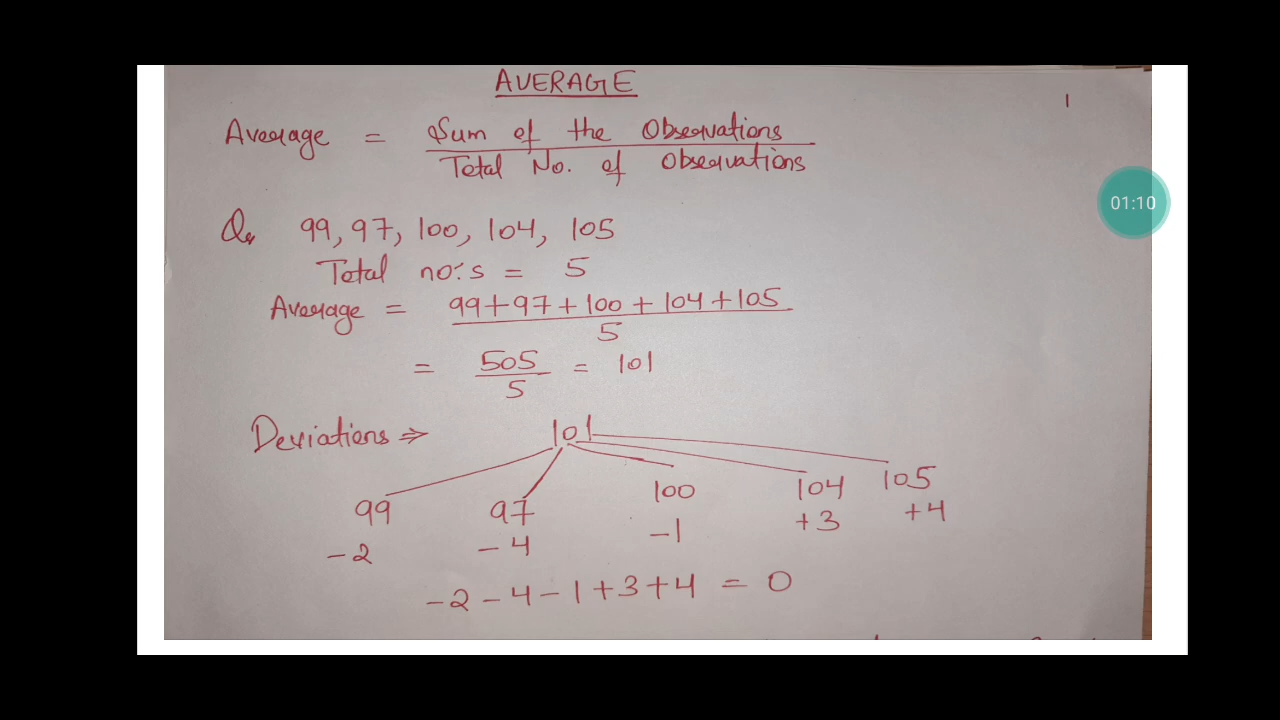 AVERAGE
1
Average = Sum of the Observations
Total No. of Observations
01:10
Q. 99, 97, 100, 104, 105
Total no:s = 5
Average = 99+97+100+104+105
5
= 505 = 101
5
Deviations ⇒ 101
99 97 100 104 105
-2 -4 -1 +3 +4
-2-4-1+3+4 = 0